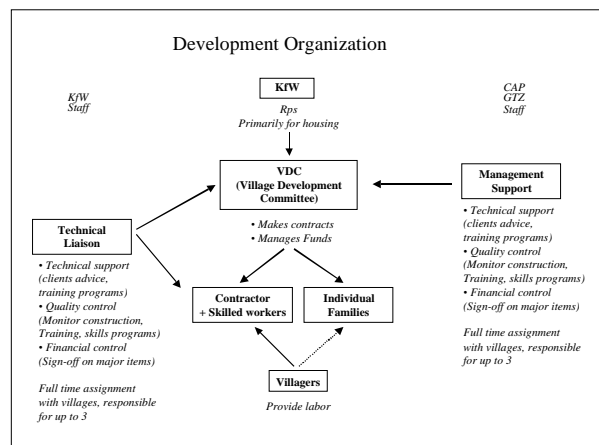 Development Organization
KfW
Staff
KfW
Rps
Primarily for housing
CAP
GTZ
Staff
VDC
(Village Development
Committee)
• Makes contracts
• Manages Funds
Management
Support
• Technical support
(clients advice,
training programs)
• Quality control
(Monitor construction,
Training, skills programs)
• Financial control
(Sign-off on major items)
Full time assignment
with villages, responsible
for up to 3
Technical
Liaison
• Technical support
(clients advice,
training programs)
• Quality control
(Monitor construction,
Training, skills programs)
• Financial control
(Sign-off on major items)
Full time assignment
with villages, responsible
for up to 3
Contractor
+ Skilled workers
Individual
Families
Villagers
Provide labor